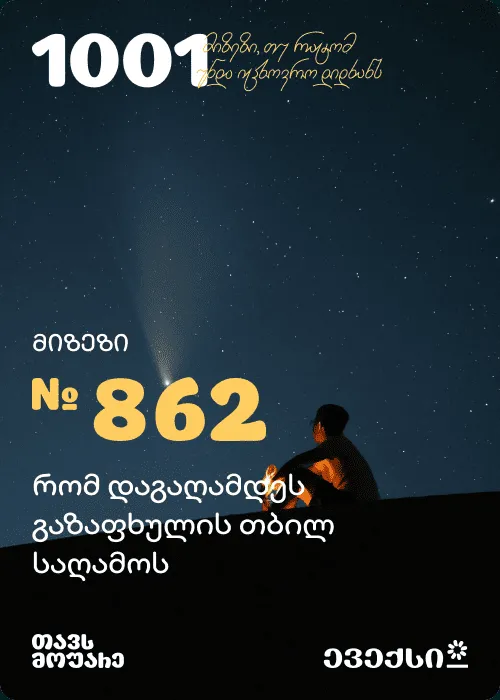 1001 მიზეზი, თუ რატომ
უნდა იცხოვრო დიდხანს
მიზეზი
№ 862
რომ დაგაღამდეს
გაზაფხულის თბილ
საღამოს
თავს
მოუარე
ევექსი